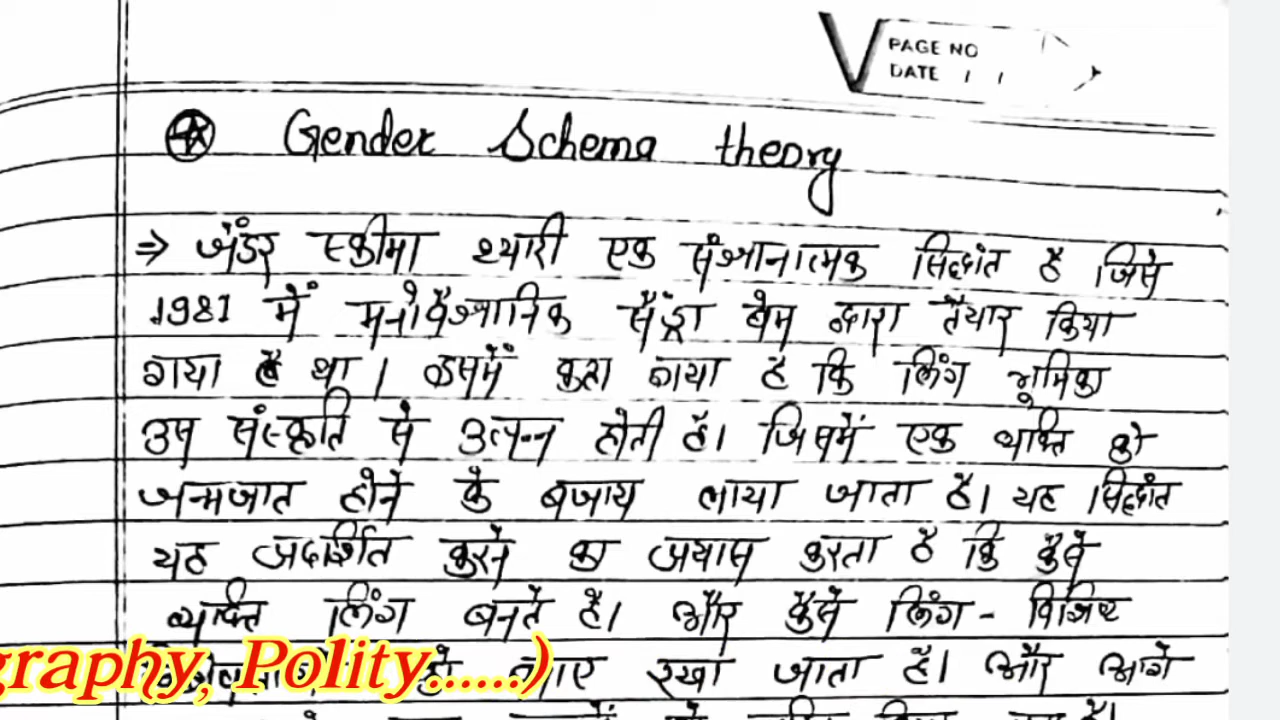 PAGE NO
DATE / /
Gender Schema theory
⇒ जेंडर स्कीमा थ्यारी एक संज्ञानात्मक सिद्धांत है जिसे
1981 में मनोवैज्ञानिक सैंड्रा बेम द्वारा तैयार किया
गया था। इसमें कहा गया है कि लिंग भूमिका
उस संस्कृति से उत्पन्न होती है। जिसमें एक व्यक्ति को
जन्मजात होने के बजाय लाया जाता है। यह सिद्धांत
यह प्रदर्शित करने का प्रयास करता है कि कैसे
व्यक्ति लिंग बनते है। और कैसे लिंग - विशिष्ट
बनाए रखा जाता है। और आगे
graphy, Polity......)